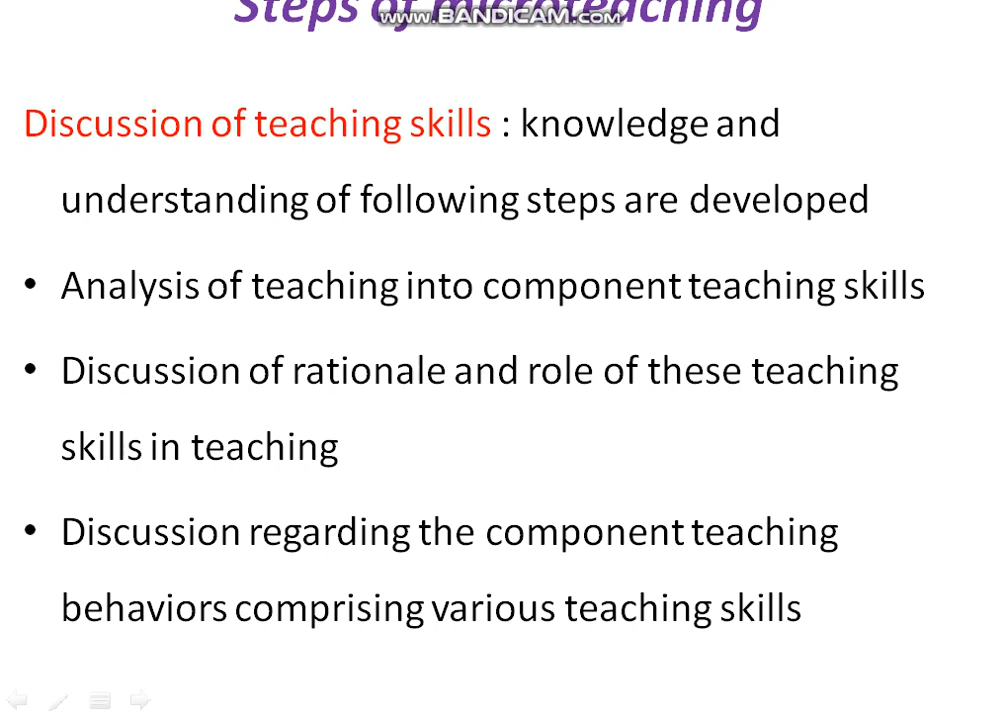 Steps of microteaching
www.BANDICAM.com
Discussion of teaching skills : knowledge and
understanding of following steps are developed
• Analysis of teaching into component teaching skills
• Discussion of rationale and role of these teaching
skills in teaching
• Discussion regarding the component teaching
behaviors comprising various teaching skills